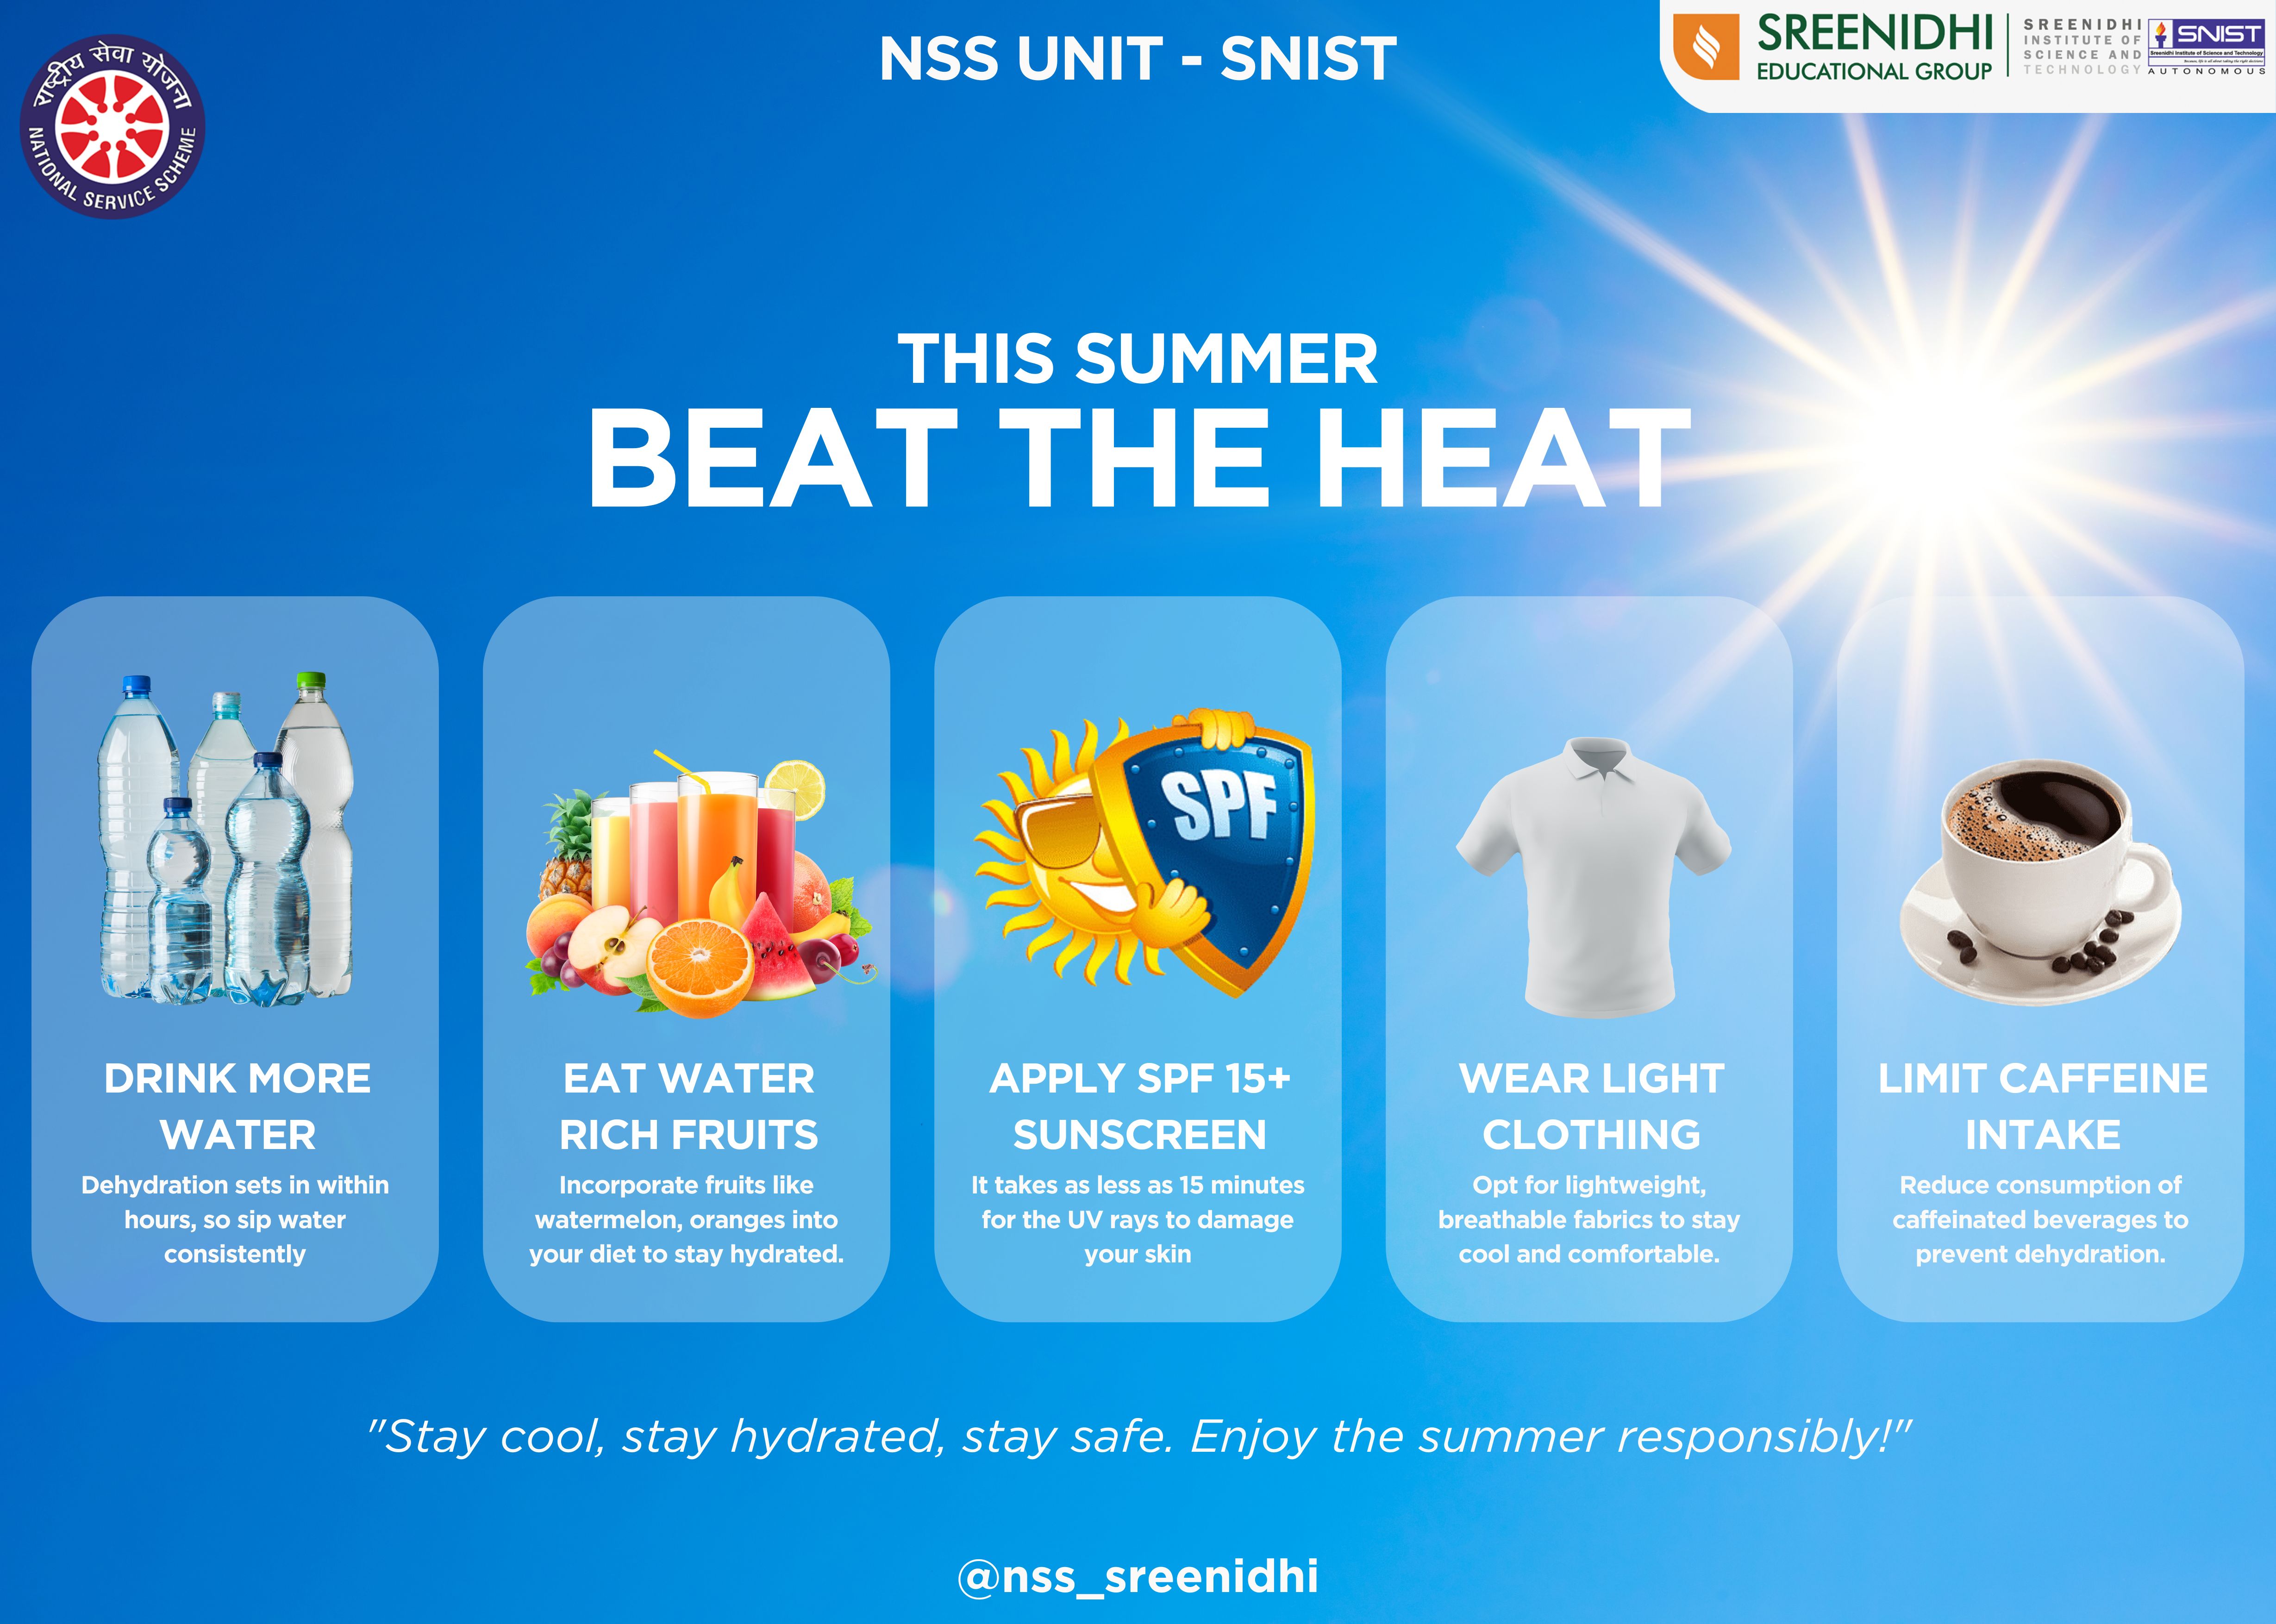 राष्ट्रीय सेवा योजना
NATIONAL SERVICE SCHEME
NSS UNIT - SNIST
SREENIDHI
EDUCATIONAL GROUP
SREENIDHI
INSTITUTE OF
SCIENCE AND
TECHNOLOGY
SNIST
Sreenidhi Institute of Science and Technology
AUTONOMOUS
THIS SUMMER
BEAT THE HEAT
SPF
DRINK MORE
WATER
Dehydration sets in within
hours, so sip water
consistently
EAT WATER
RICH FRUITS
Incorporate fruits like
watermelon, oranges into
your diet to stay hydrated.
APPLY SPF 15+
SUNSCREEN
It takes as less as 15 minutes
for the UV rays to damage
your skin
WEAR LIGHT
CLOTHING
Opt for lightweight,
breathable fabrics to stay
cool and comfortable.
LIMIT CAFFEINE
INTAKE
Reduce consumption of
caffeinated beverages to
prevent dehydration.
"Stay cool, stay hydrated, stay safe. Enjoy the summer responsibly!"
@nss_sreenidhi